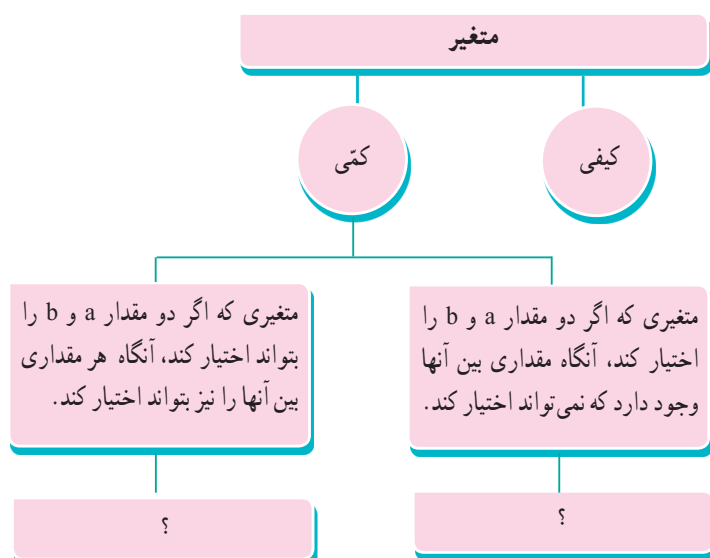 متغیر
کیفی
کمّی
متغیری که اگر دو مقدار a و b را
اختیار کند، آنگاه مقداری بین آنها
وجود دارد که نمی‌تواند اختیار کند.
متغیری که اگر دو مقدار a و b را
بتواند اختیار کند، آنگاه هر مقداری
بین آنها را نیز بتواند اختیار کند.
؟
؟